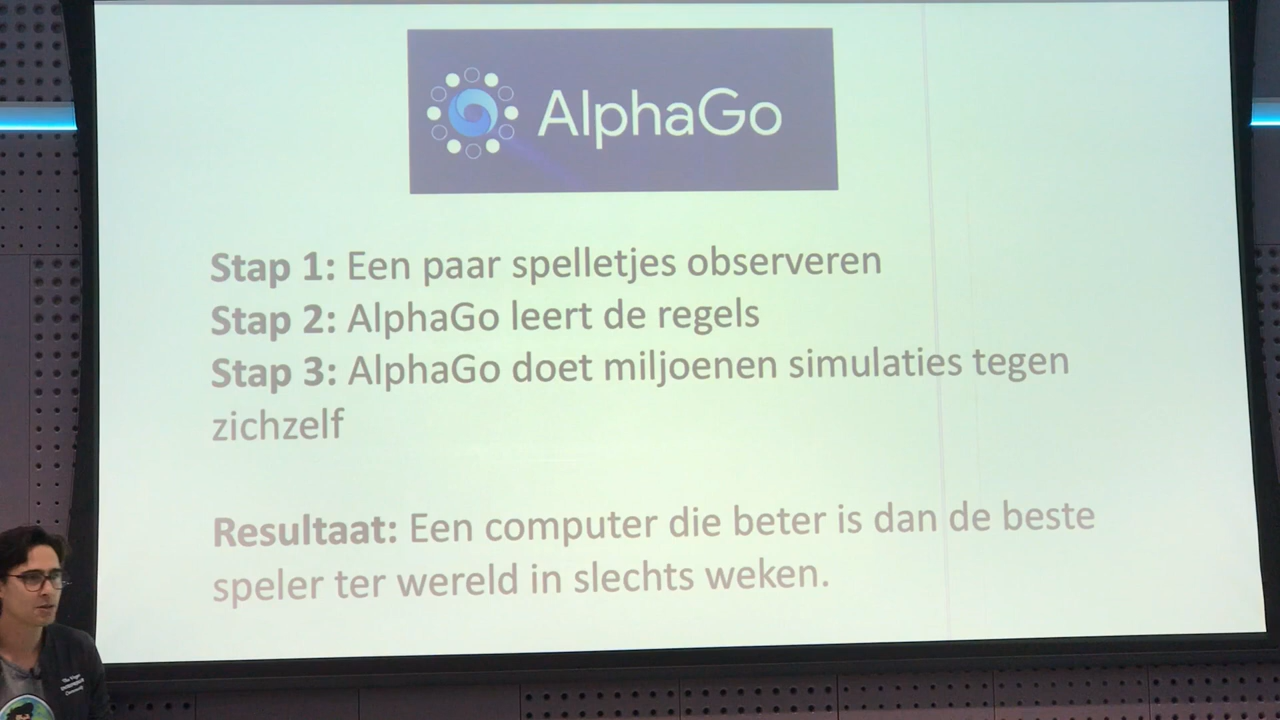 AlphaGo
Stap 1: Een paar spelletjes observeren
Stap 2: AlphaGo leert de regels
Stap 3: AlphaGo doet miljoenen simulaties tegen
zichzelf
Resultaat: Een computer die beter is dan de beste
speler ter wereld in slechts weken.